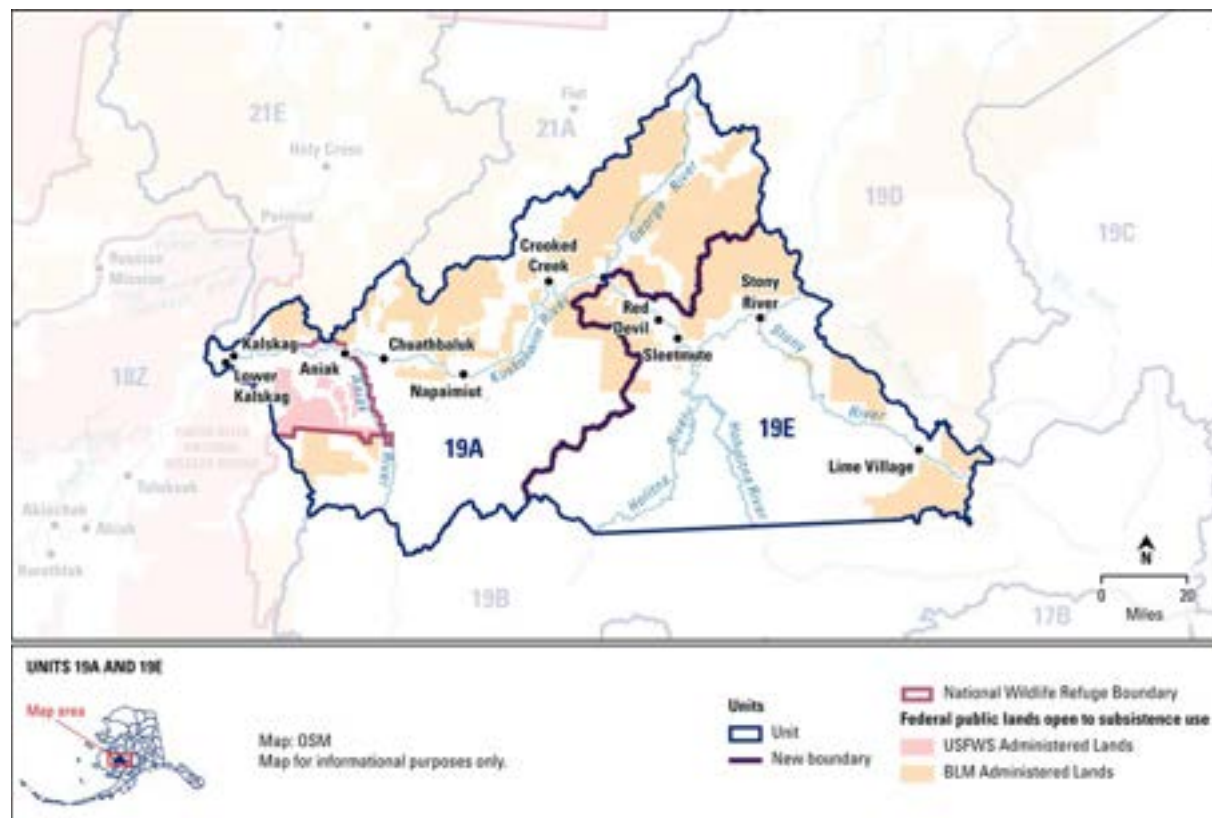 21E
21A
Flat
Holy Cross
Paimiut
Russian
Mission
19D
19C
George River
Crooked
Creek
Stony
River
Red
Devil
Sleetmute
Kuskokwim River
Kalskag
Lower
Kalskag
Aniak
Chuathbaluk
Napaimiut
Aniak
River
Stony
River
18Z
19A
19E
Lime Village
Holitna River
Hoholitna River
Tuluksak
Akiachak
Akiak
Kwethluk
19B
17B
N
0 20
Miles
UNITS 19A AND 19E
Map area
Map: OSM
Map for informational purposes only.
Units
Unit
New boundary
National Wildlife Refuge Boundary
Federal public lands open to subsistence use
USFWS Administered Lands
BLM Administered Lands